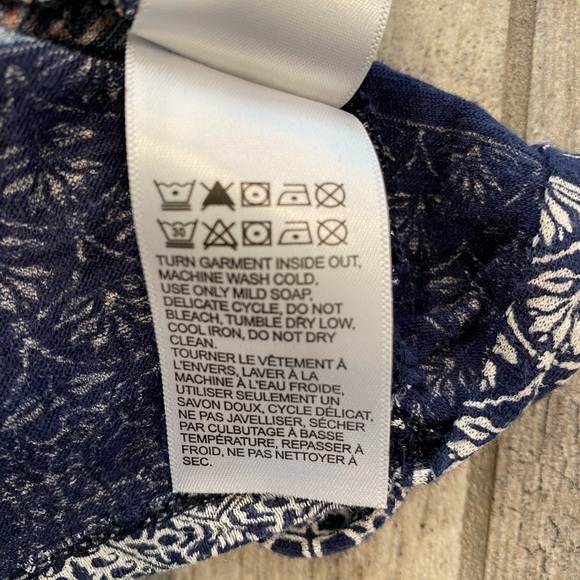 30
TURN GARMENT INSIDE OUT,
MACHINE WASH COLD,
USE ONLY MILD SOAP,
DELICATE CYCLE, DO NOT
BLEACH, TUMBLE DRY LOW,
COOL IRON, DO NOT DRY
CLEAN.
TOURNER LE VÊTEMENT À
L'ENVERS, LAVER À LA
MACHINE À L'EAU FROIDE,
UTILISER SEULEMENT UN
SAVON DOUX, CYCLE DÉLICAT,
NE PAS JAVELLISER, SÉCHER
PAR CULBUTAGE À BASSE
TEMPÉRATURE, REPASSER À
FROID, NE PAS NETTOYER À
SEC.